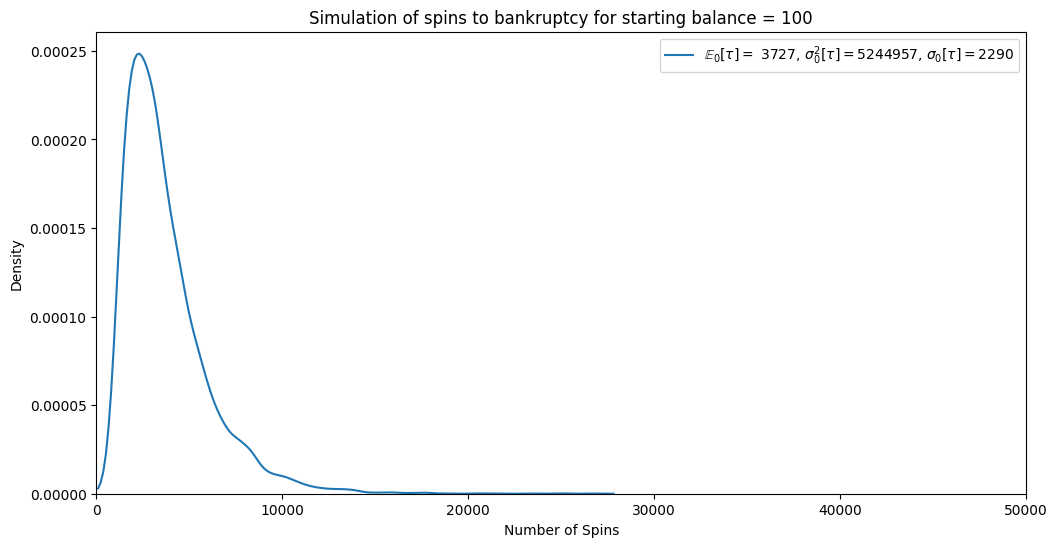 Simulation of spins to bankruptcy for starting balance = 100
𝔼₀[τ] = 3727, σ₀²[τ] = 5244957, σ₀[τ] = 2290
0.00025
0.00020
0.00015
0.00010
0.00005
0.00000
Density
0 10000 20000 30000 40000 50000
Number of Spins